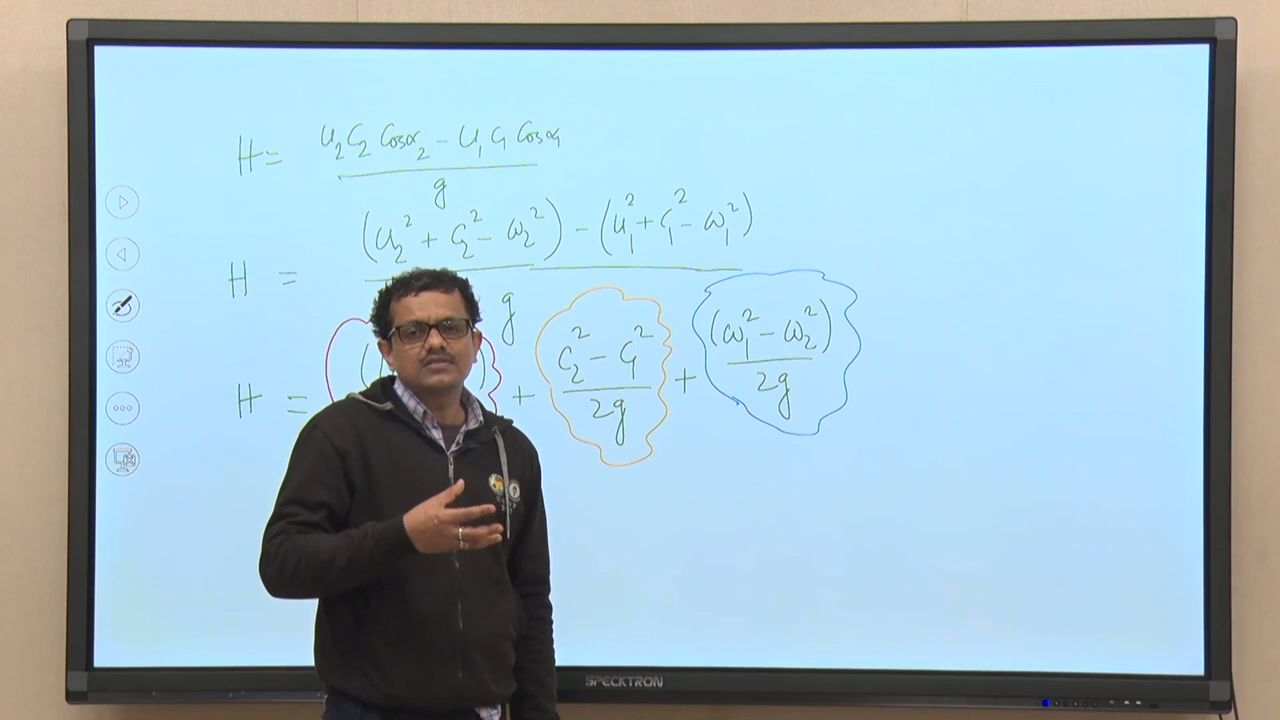 H = u₂ C₂ Cosα₂ - u₁ C₁ Cosα₁
g
H = (u₂² + C₂² - ω₂²) - (u₁² + C₁² - ω₁²)
g
H = ( ) + C₂² - C₁² / 2g + (ω₁² - ω₂²) / 2g
SPECKTRON